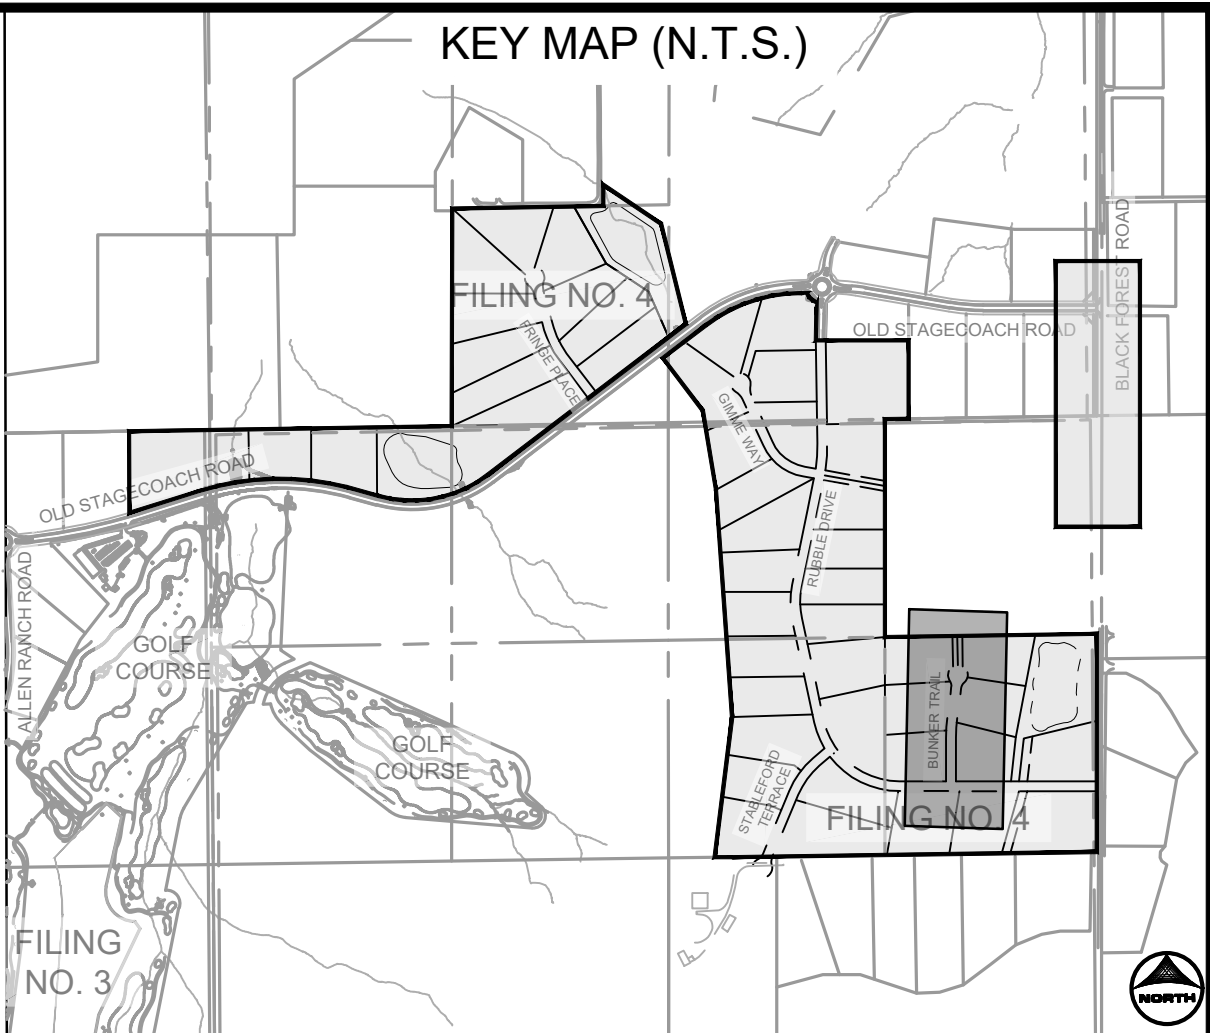 KEY MAP (N.T.S.)
BLACK FOREST ROAD
FILING NO. 4
OLD STAGECOACH ROAD
FRINGE PLACE
GIMME WAY
OLD STAGECOACH ROAD
RUBBLE DRIVE
ALLEN RANCH ROAD
GOLF
COURSE
BUNKER TRAIL
GOLF
COURSE
STABLEFORD
TERRACE
FILING NO. 4
FILING
NO. 3
NORTH